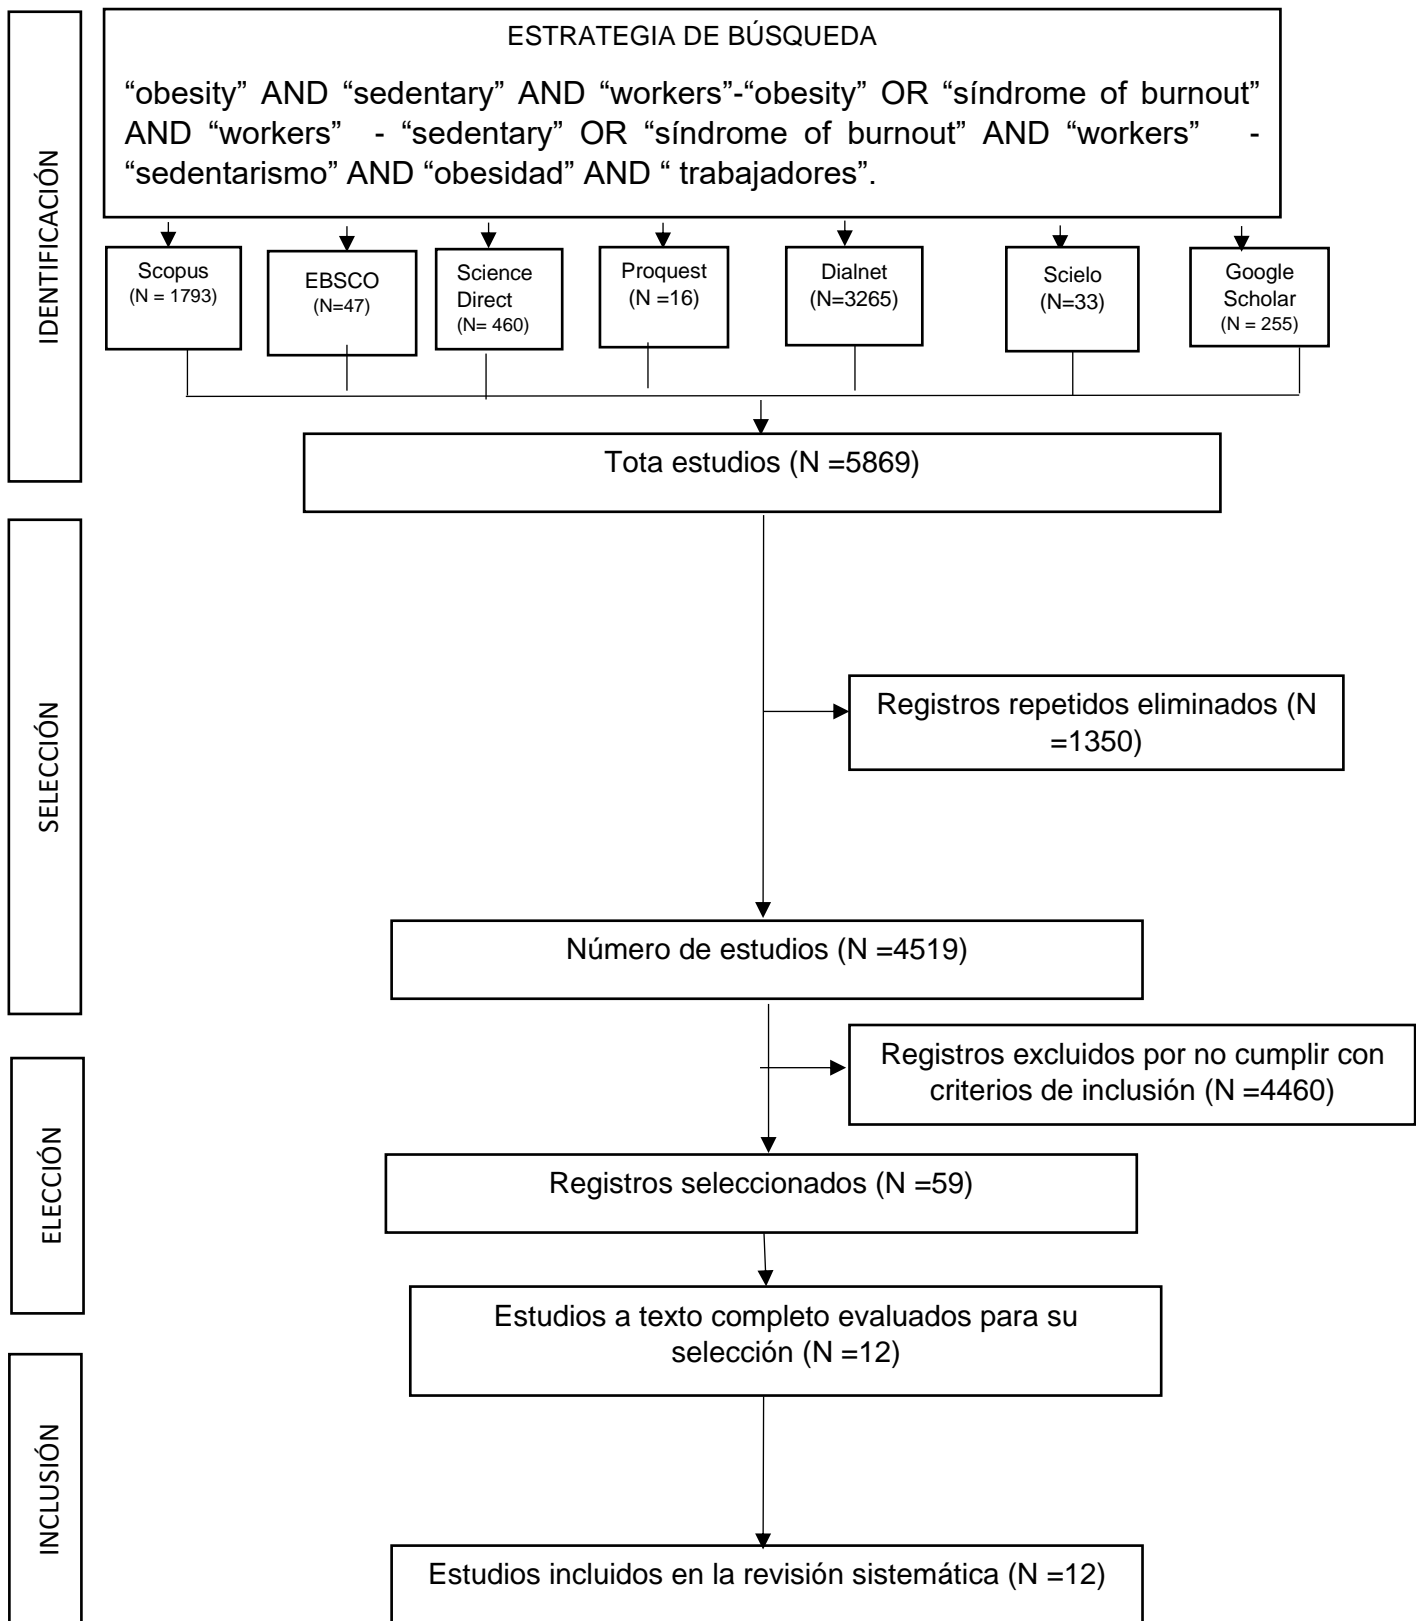 IDENTIFICACIÓN
ESTRATEGIA DE BÚSQUEDA
“obesity” AND “sedentary” AND “workers”-“obesity” OR “síndrome of burnout”
AND “workers” - “sedentary” OR “síndrome of burnout” AND “workers” -
“sedentarismo” AND “obesidad” AND “ trabajadores”.
Scopus
(N = 1793)
EBSCO
(N=47)
Science
Direct
(N= 460)
Proquest
(N =16)
Dialnet
(N=3265)
Scielo
(N=33)
Google
Scholar
(N = 255)
Tota estudios (N =5869)
SELECCIÓN
Registros repetidos eliminados (N
=1350)
Número de estudios (N =4519)
Registros excluidos por no cumplir con
criterios de inclusión (N =4460)
ELECCIÓN
Registros seleccionados (N =59)
Estudios a texto completo evaluados para su
selección (N =12)
INCLUSIÓN
Estudios incluidos en la revisión sistemática (N =12)